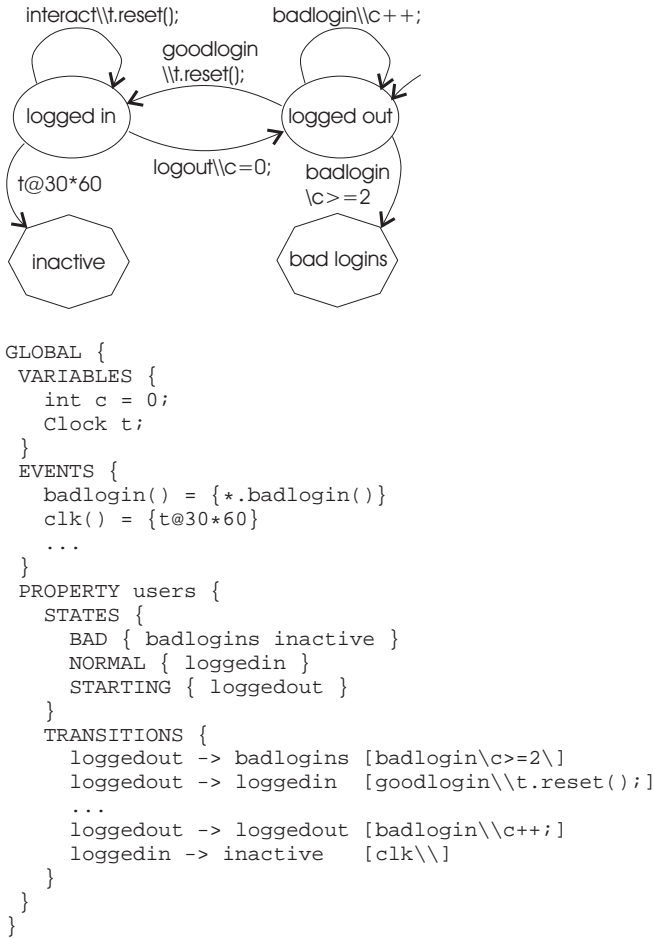 interact\\t.reset();
badlogin\\c++;
goodlogin
\\t.reset();
logged in
logged out
logout\\c=0;
badlogin
\c>=2
t@30*60
inactive
bad logins
GLOBAL {
VARIABLES {
int c = 0;
Clock t;
}
EVENTS {
badlogin() = {*.badlogin()}
clk() = {t@30*60}
...
}
PROPERTY users {
STATES {
BAD { badlogins inactive }
NORMAL { loggedin }
STARTING { loggedout }
}
TRANSITIONS {
loggedout -> badlogins [badlogin\c>=2\]
loggedout -> loggedin [goodlogin\\t.reset();]
...
loggedout -> loggedout [badlogin\\c++;]
loggedin -> inactive [clk\\]
}
}
}